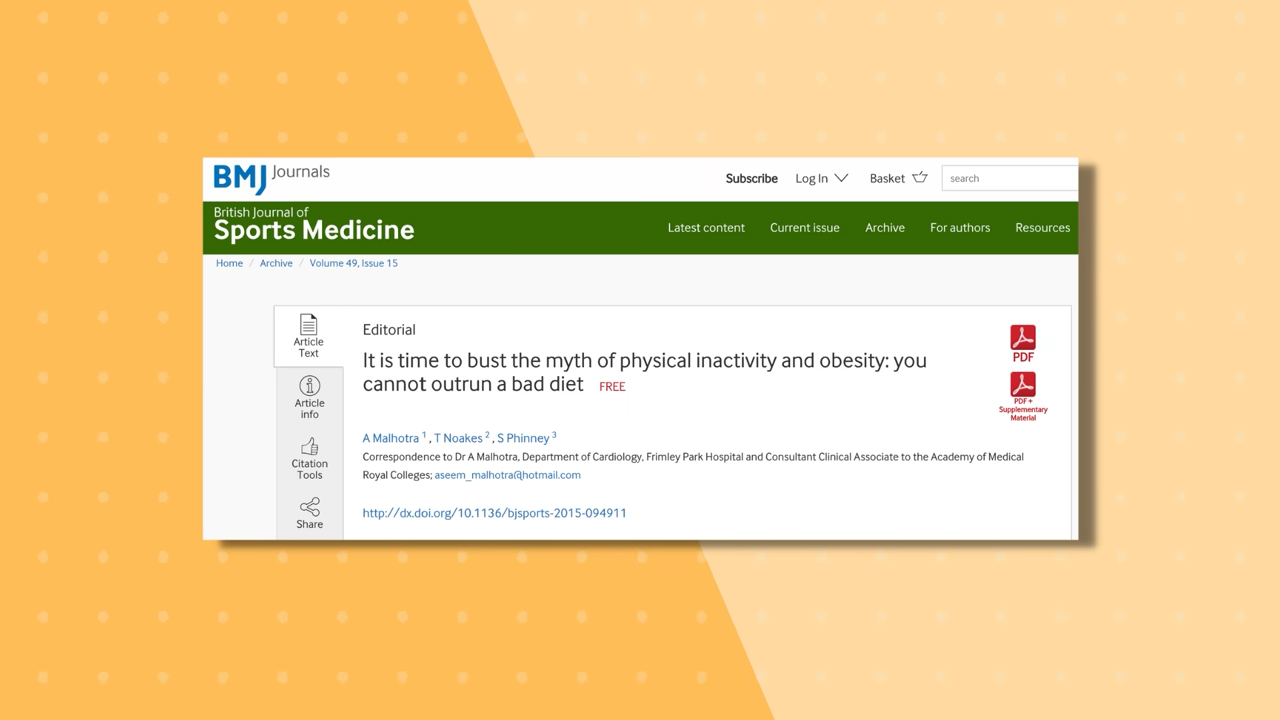 BMJ Journals
Subscribe Log In Basket search
British Journal of
Sports Medicine
Latest content Current issue Archive For authors Resources
Home / Archive / Volume 49, Issue 15
Article
Text
Article
info
Citation
Tools
Share
Editorial
It is time to bust the myth of physical inactivity and obesity: you
cannot outrun a bad diet FREE
A Malhotra 1 , T Noakes 2 , S Phinney 3
Correspondence to Dr A Malhotra, Department of Cardiology, Frimley Park Hospital and Consultant Clinical Associate to the Academy of Medical
Royal Colleges; aseem_malhotra@hotmail.com
http://dx.doi.org/10.1136/bjsports-2015-094911
PDF
PDF +
Supplementary
Material